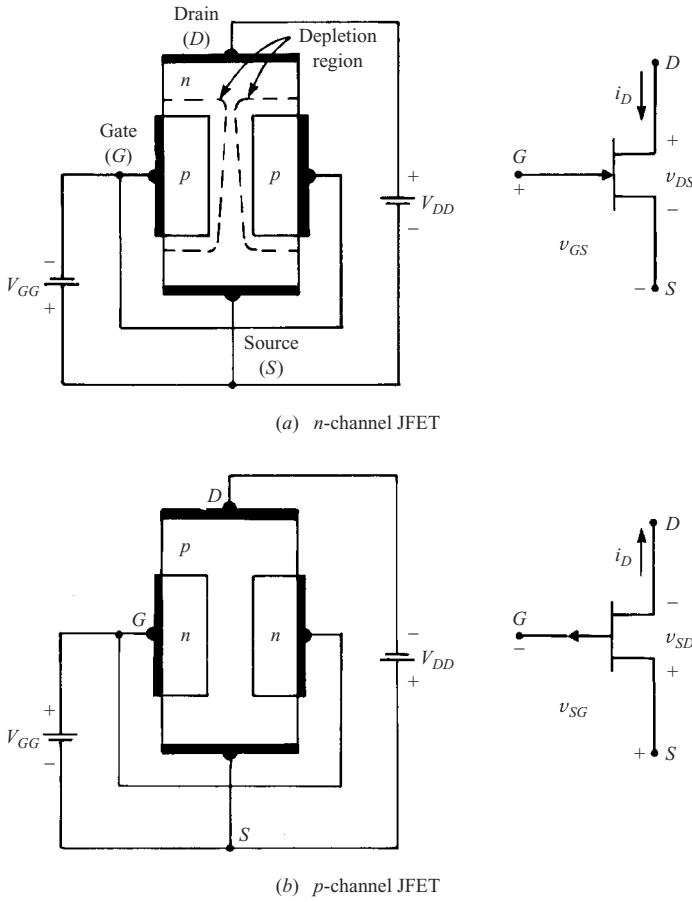 Drain
(D)
Depletion
region
n
Gate
(G)
p
p
+
V_DD
−
−
V_GG
+
Source
(S)
D
i_D
+
G
+
v_DS
−
v_GS
−
S
(a) n-channel JFET
D
p
G
n
n
−
V_DD
+
+
V_GG
−
S
D
i_D
−
G
−
v_SD
+
v_SG
+
S
(b) p-channel JFET